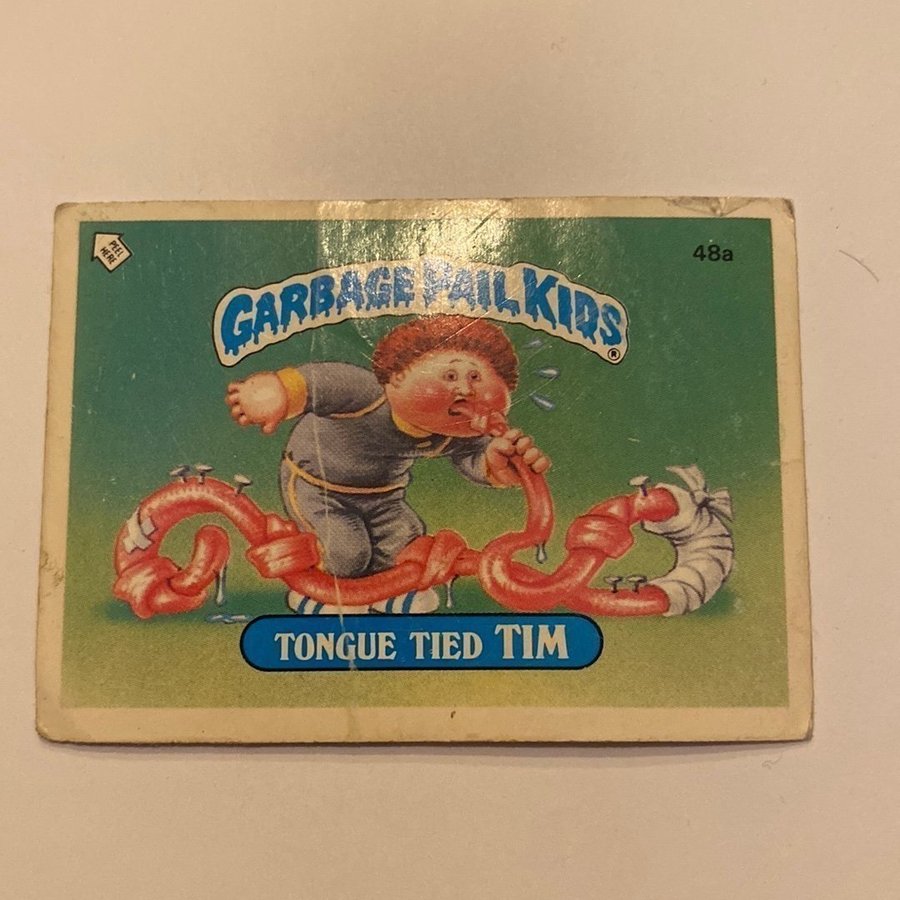 PEEL
HERE
48a
GARBAGE PAIL KIDS
®
TONGUE TIED TIM